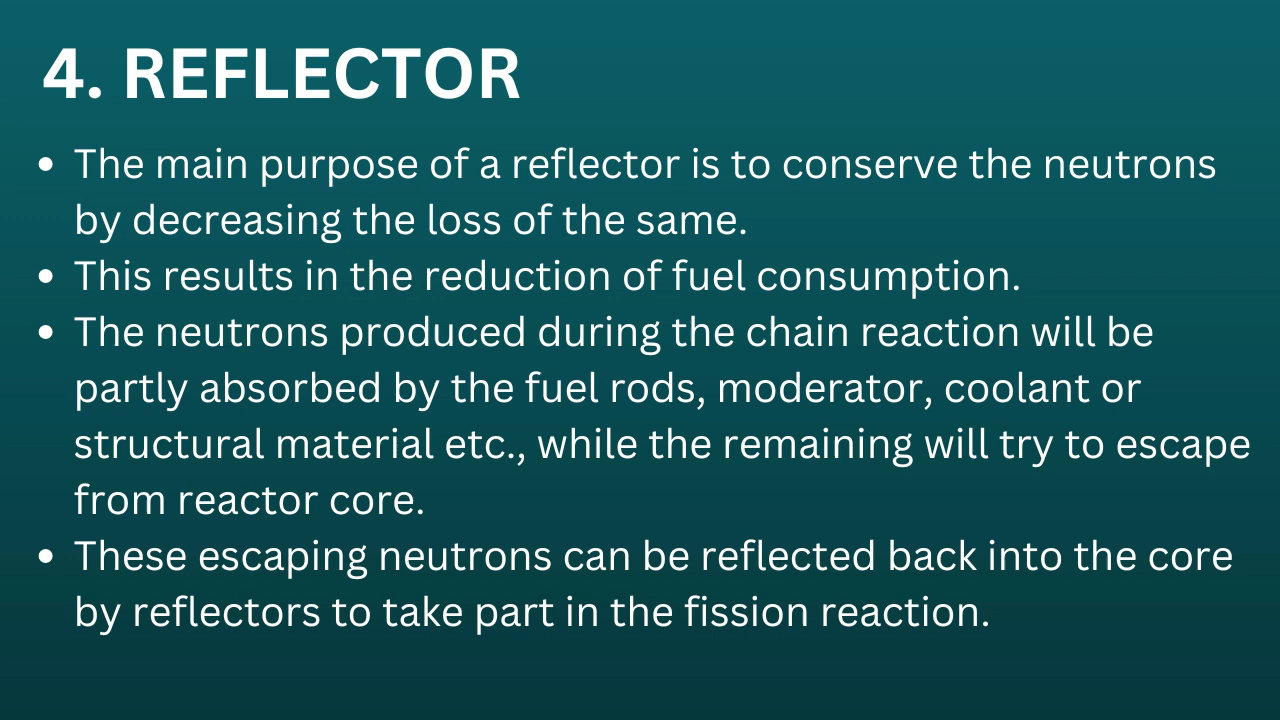 4. REFLECTOR
• The main purpose of a reflector is to conserve the neutrons
by decreasing the loss of the same.
• This results in the reduction of fuel consumption.
• The neutrons produced during the chain reaction will be
partly absorbed by the fuel rods, moderator, coolant or
structural material etc., while the remaining will try to escape
from reactor core.
• These escaping neutrons can be reflected back into the core
by reflectors to take part in the fission reaction.